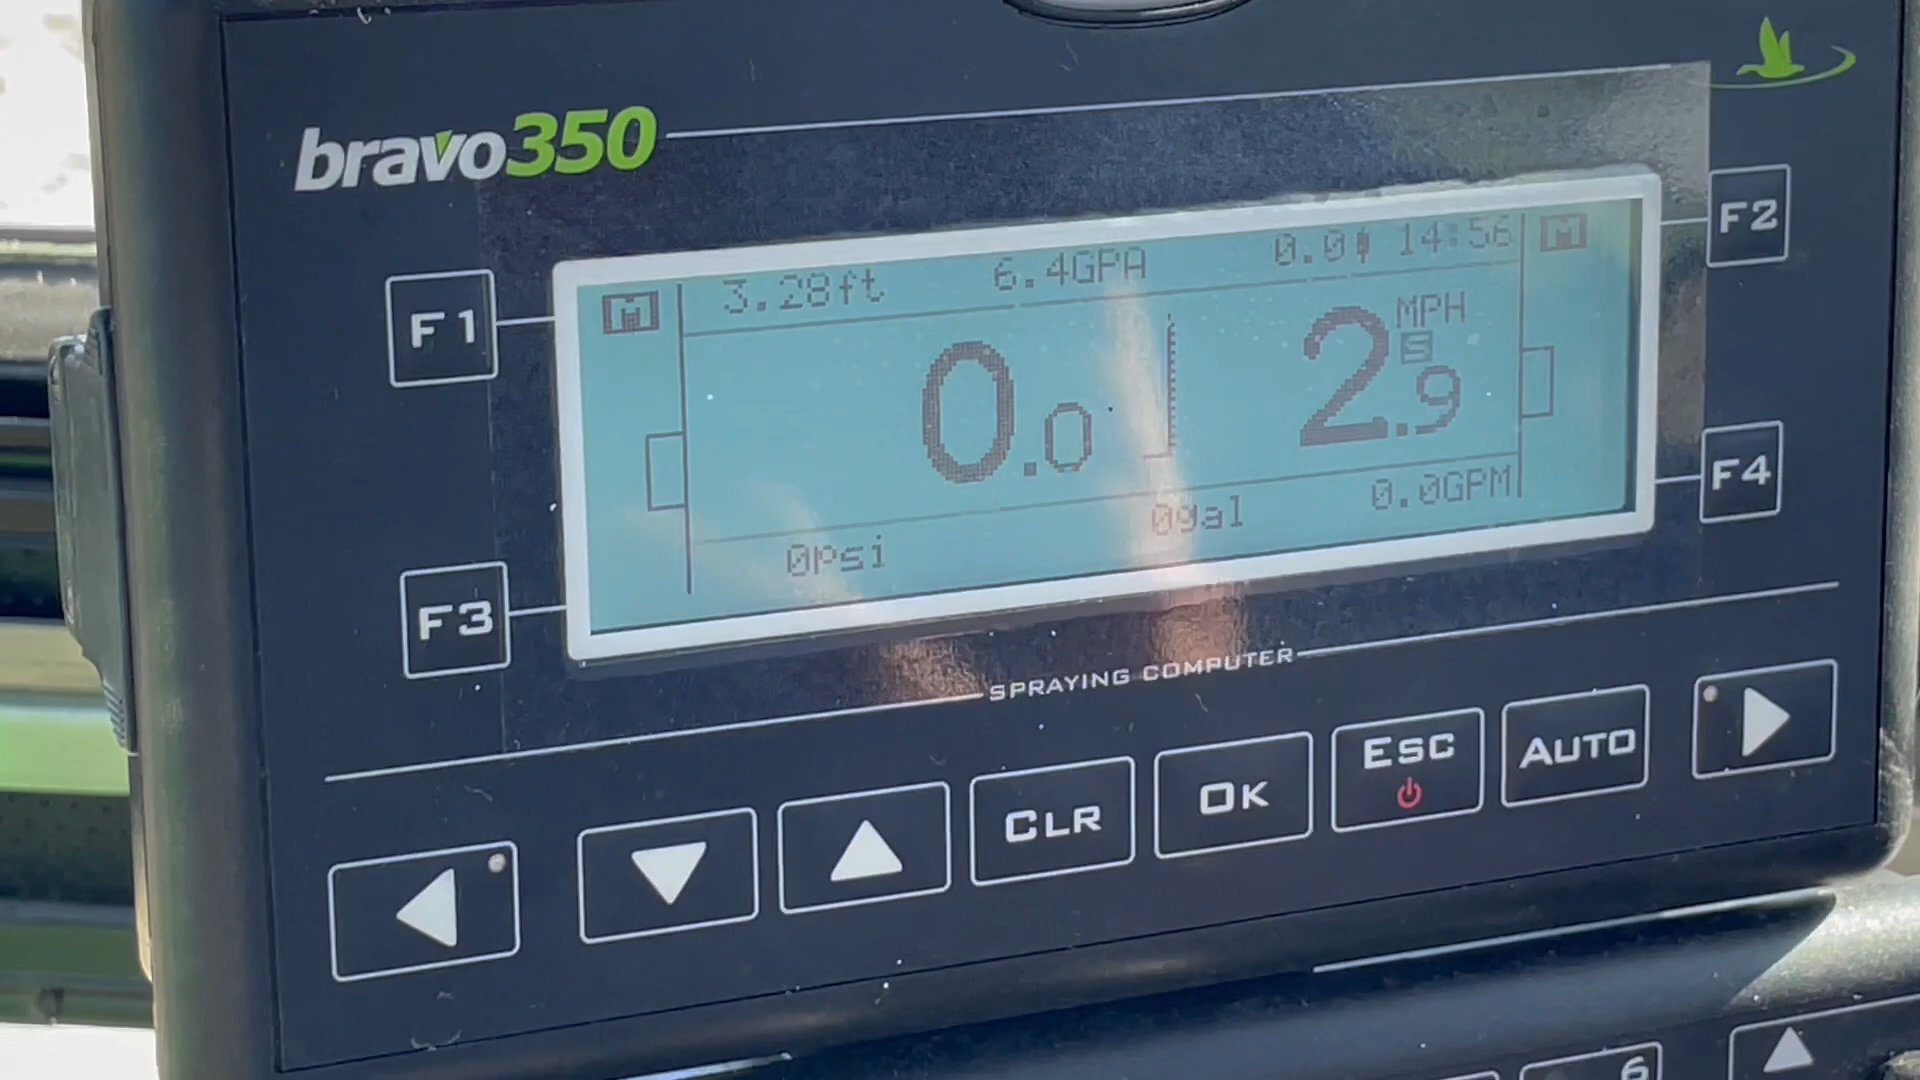 bravo350
F1
F2
M 3.28ft 6.4GPA 0.0 14:56 M
0.0 2.9 MPH S
0psi 0gal 0.0GPM
F3
F4
SPRAYING COMPUTER
CLR OK ESC AUTO
6